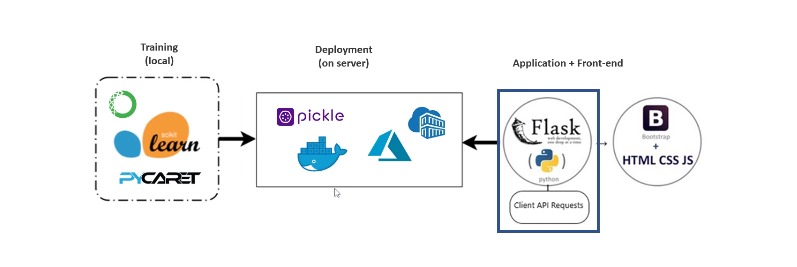 Training
(local)
Deployment
(on server)
Application + Front-end
scikit
learn
PYCARET
pickle
Flask
web development,
one drop at a time
python
Client API Requests
B
Bootstrap
+
HTML CSS JS